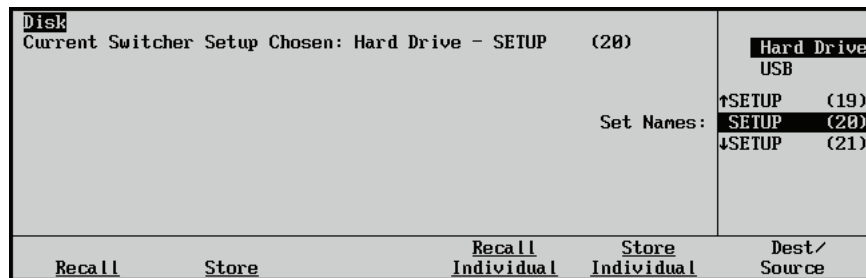 Disk
Current Switcher Setup Chosen: Hard Drive - SETUP (20)
Hard Drive
USB
↑SETUP (19)
Set Names: SETUP (20)
↓SETUP (21)
Recall Store Recall Individual Store Individual Dest/ Source